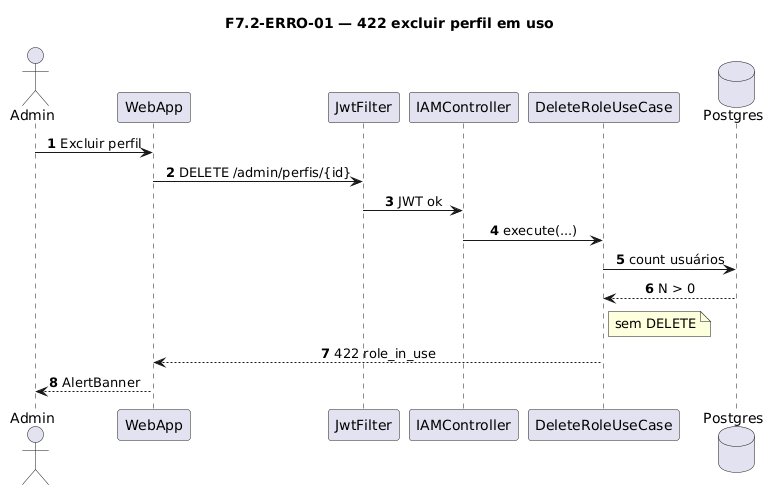 F7.2-ERRO-01 — 422 excluir perfil em uso
Admin
WebApp
JwtFilter
IAMController
DeleteRoleUseCase
Postgres
1 Excluir perfil
2 DELETE /admin/perfis/{id}
3 JWT ok
4 execute(...)
5 count usuários
6 N > 0
sem DELETE
7 422 role_in_use
8 AlertBanner
Admin
WebApp
JwtFilter
IAMController
DeleteRoleUseCase
Postgres